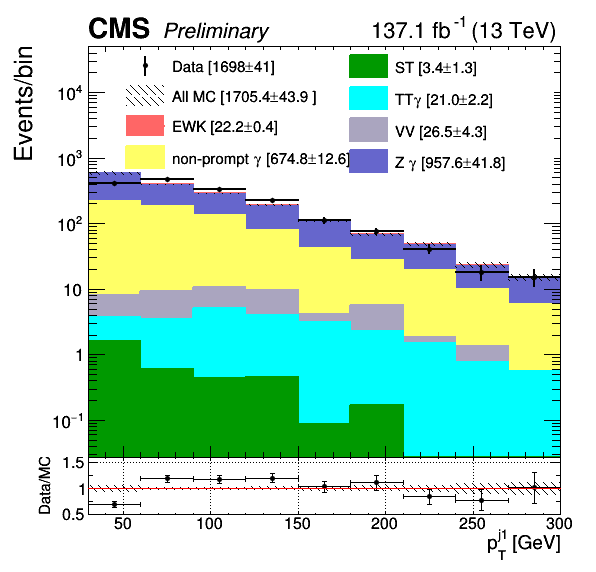 CMS Preliminary 137.1 fb⁻¹ (13 TeV)
Events/bin
Data [1698±41]
All MC [1705.4±43.9 ]
EWK [22.2±0.4]
non-prompt γ [674.8±12.6]
ST [3.4±1.3]
TTγ [21.0±2.2]
VV [26.5±4.3]
Z γ [957.6±41.8]
10⁴
10³
10²
10
1
10⁻¹
Data/MC
1.5
1
0.5
50 100 150 200 250 300
p_T^j1 [GeV]